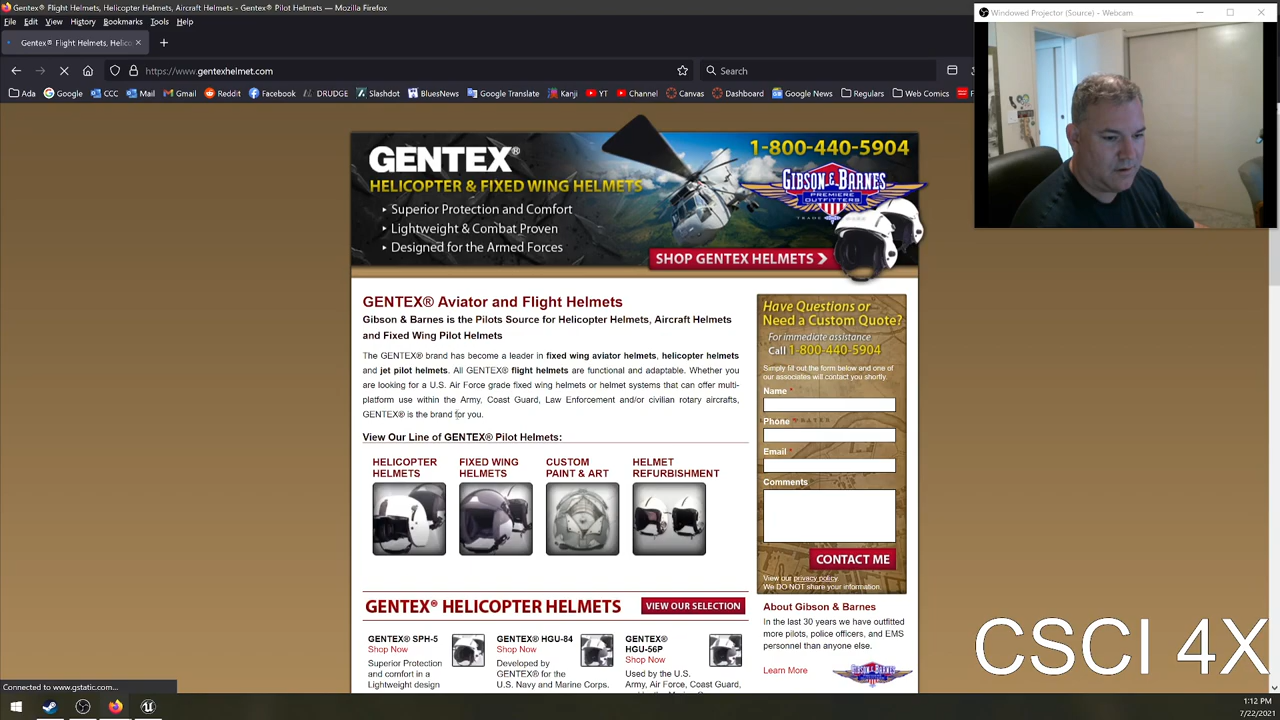 Gentex® Flight Helmets, Helicopter Helmets, Aircraft Helmets - Gentex® Pilot Helmets — Mozilla Firefox
File Edit View History Bookmarks Tools Help
Gentex® Flight Helmets, Helico
https://www.gentexhelmet.com
Search
Ada Google CCC Mail Gmail Reddit Facebook DRUDGE /slashdot BlueNews Google Translate Kanji YT Channel Canvas Dashboard Google News Regulars Web Comics
Windowed Projector (Source) - Webcam
GENTEX®
HELICOPTER & FIXED WING HELMETS
Superior Protection and Comfort
Lightweight & Combat Proven
Designed for the Armed Forces
1-800-440-5904
GIBSON & BARNES
PREMIERE
OUTFITTERS
TRADE MARK
SHOP GENTEX HELMETS
GENTEX® Aviator and Flight Helmets
Gibson & Barnes is the Pilots Source for Helicopter Helmets, Aircraft Helmets
and Fixed Wing Pilot Helmets
The GENTEX® brand has become a leader in fixed wing aviator helmets, helicopter helmets
and jet pilot helmets. All GENTEX® flight helmets are functional and adaptable. Whether you
are looking for a U.S. Air Force grade fixed wing helmets or helmet systems that can offer multi-
platform use within the Army, Coast Guard, Law Enforcement and/or civilian rotary aircrafts,
GENTEX® is the brand for you.
View Our Line of GENTEX® Pilot Helmets:
HELICOPTER
HELMETS
FIXED WING
HELMETS
CUSTOM
PAINT & ART
HELMET
REFURBISHMENT
GENTEX® HELICOPTER HELMETS
VIEW OUR SELECTION
GENTEX® SPH-5
Shop Now
Superior Protection
and comfort in a
Lightweight design
GENTEX® HGU-84
Shop Now
Developed by
GENTEX® for the
U.S. Navy and Marine Corps.
GENTEX®
HGU-56P
Shop Now
Used by the U.S.
Army, Air Force, Coast Guard,
Have Questions or
Need a Custom Quote?
For immediate assistance
Call 1-800-440-5904
Simply fill out the form below and one of
our associates will contact you shortly.
Name *
Phone *
Email *
Comments
CONTACT ME
View our privacy policy.
We DO NOT share your information.
About Gibson & Barnes
In the last 30 years we have outfitted
more pilots, police officers, and EMS
personnel than anyone else.
Learn More
GIBSON & BARNES
CSCI 4X
Connected to www.gstatic.com...
1:12 PM
7/22/2021